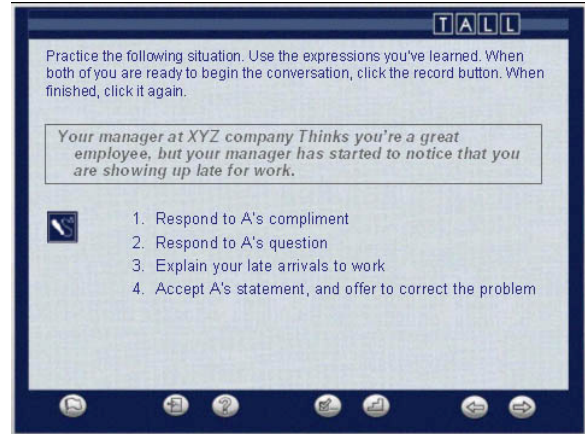 TALL
Practice the following situation. Use the expressions you've learned. When
both of you are ready to begin the conversation, click the record button. When
finished, click it again.
Your manager at XYZ company Thinks you're a great
employee, but your manager has started to notice that you
are showing up late for work.
1. Respond to A's compliment
2. Respond to A's question
3. Explain your late arrivals to work
4. Accept A's statement, and offer to correct the problem